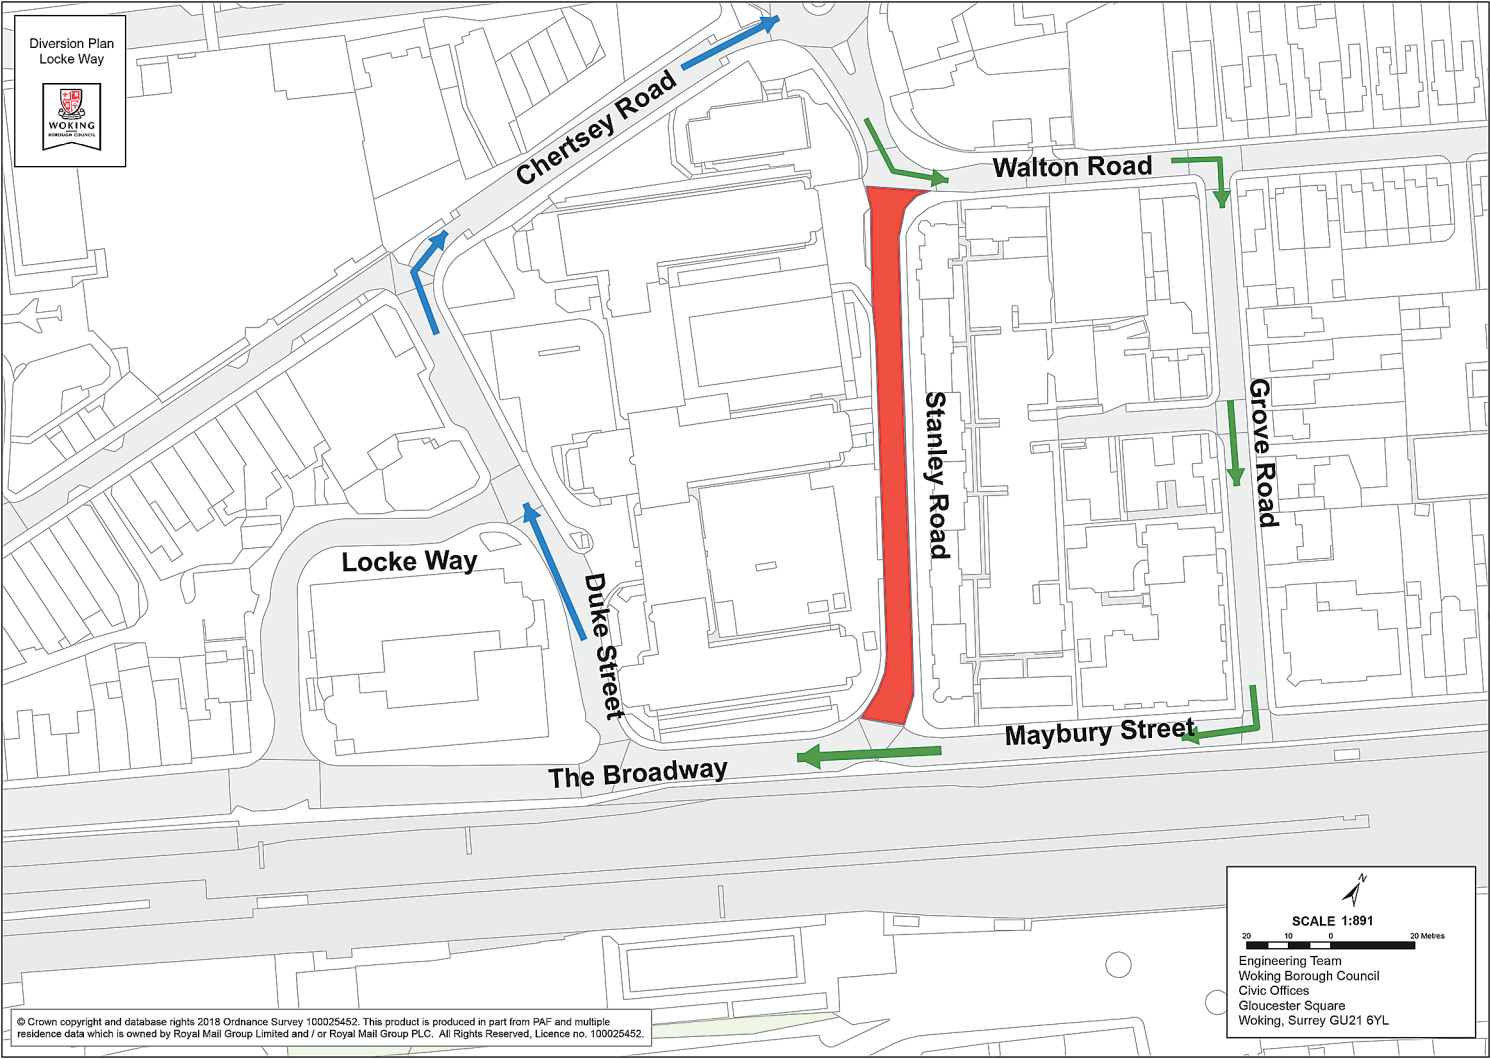 Diversion Plan
Locke Way
WOKING
BOROUGH COUNCIL
Chertsey Road
Walton Road
Grove Road
Stanley Road
Locke Way
Duke Street
Maybury Street
The Broadway
N
SCALE 1:891
20 10 0 20 Metres
Engineering Team
Woking Borough Council
Civic Offices
Gloucester Square
Woking, Surrey GU21 6YL
© Crown copyright and database rights 2018 Ordnance Survey 100025452. This product is produced in part from PAF and multiple
residence data which is owned by Royal Mail Group Limited and / or Royal Mail Group PLC. All Rights Reserved, Licence no. 100025452.